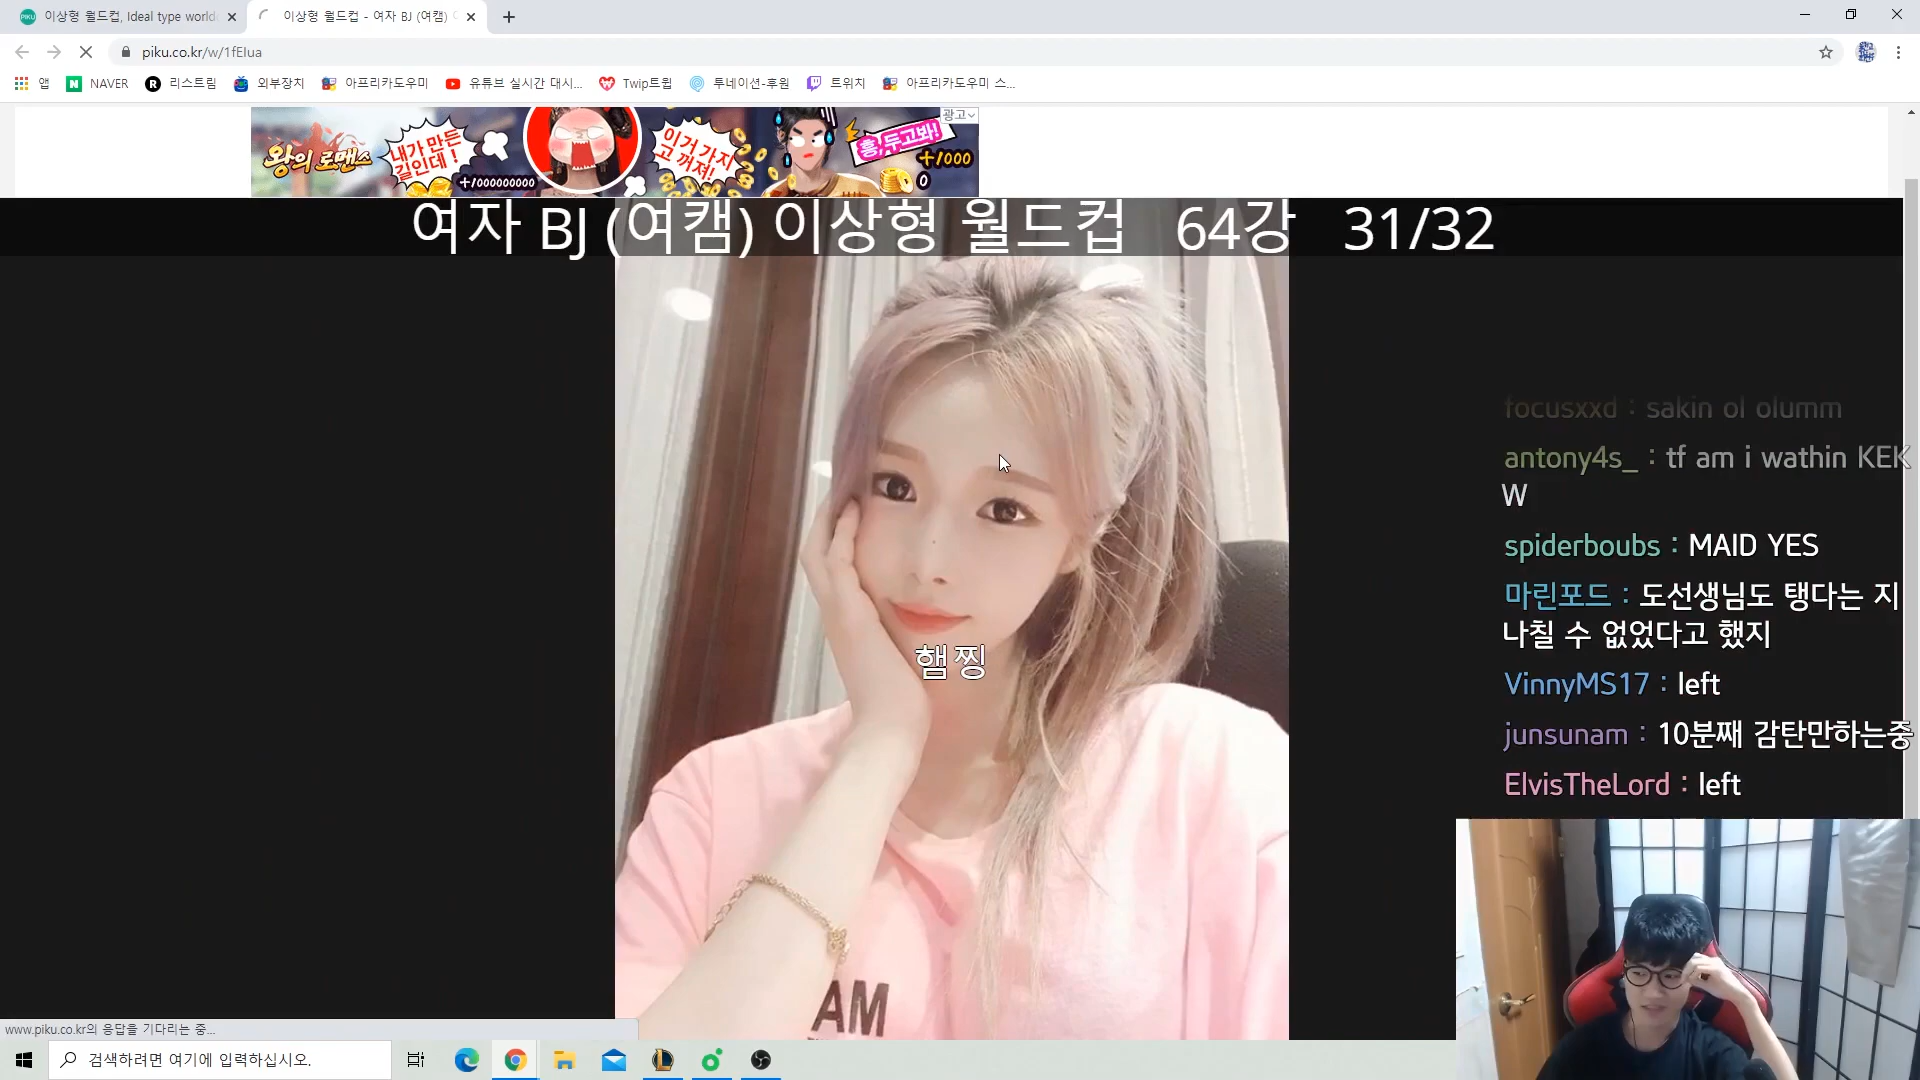 이상형 월드컵, Ideal type world
이상형 월드컵 - 여자 BJ (여캠)
piku.co.kr/w/1fEIua
앱
NAVER
리스트림
외부장치
아프리카도우미
유튜브 실시간 대시...
Twip트윕
투네이션-후원
트위치
아프리카도우미 스...
왕의 로맨스
내가 만든
길인데!
+1000000000
이거 가지
고 꺼져!
흥, 두고봐!
+1000
0
광고
여자 BJ (여캠) 이상형 월드컵 64강 31/32
햄찡
AM
focusxxd : sakin ol olumm
antony4s_ : tf am i wathin KEK
W
spiderboubs : MAID YES
마린포드 : 도선생님도 탱다는 지
나칠 수 없었다고 했지
VinnyMS17 : left
junsunam : 10분째 감탄만하는중
ElvisTheLord : left
www.piku.co.kr의 응답을 기다리는 중...
검색하려면 여기에 입력하십시오.